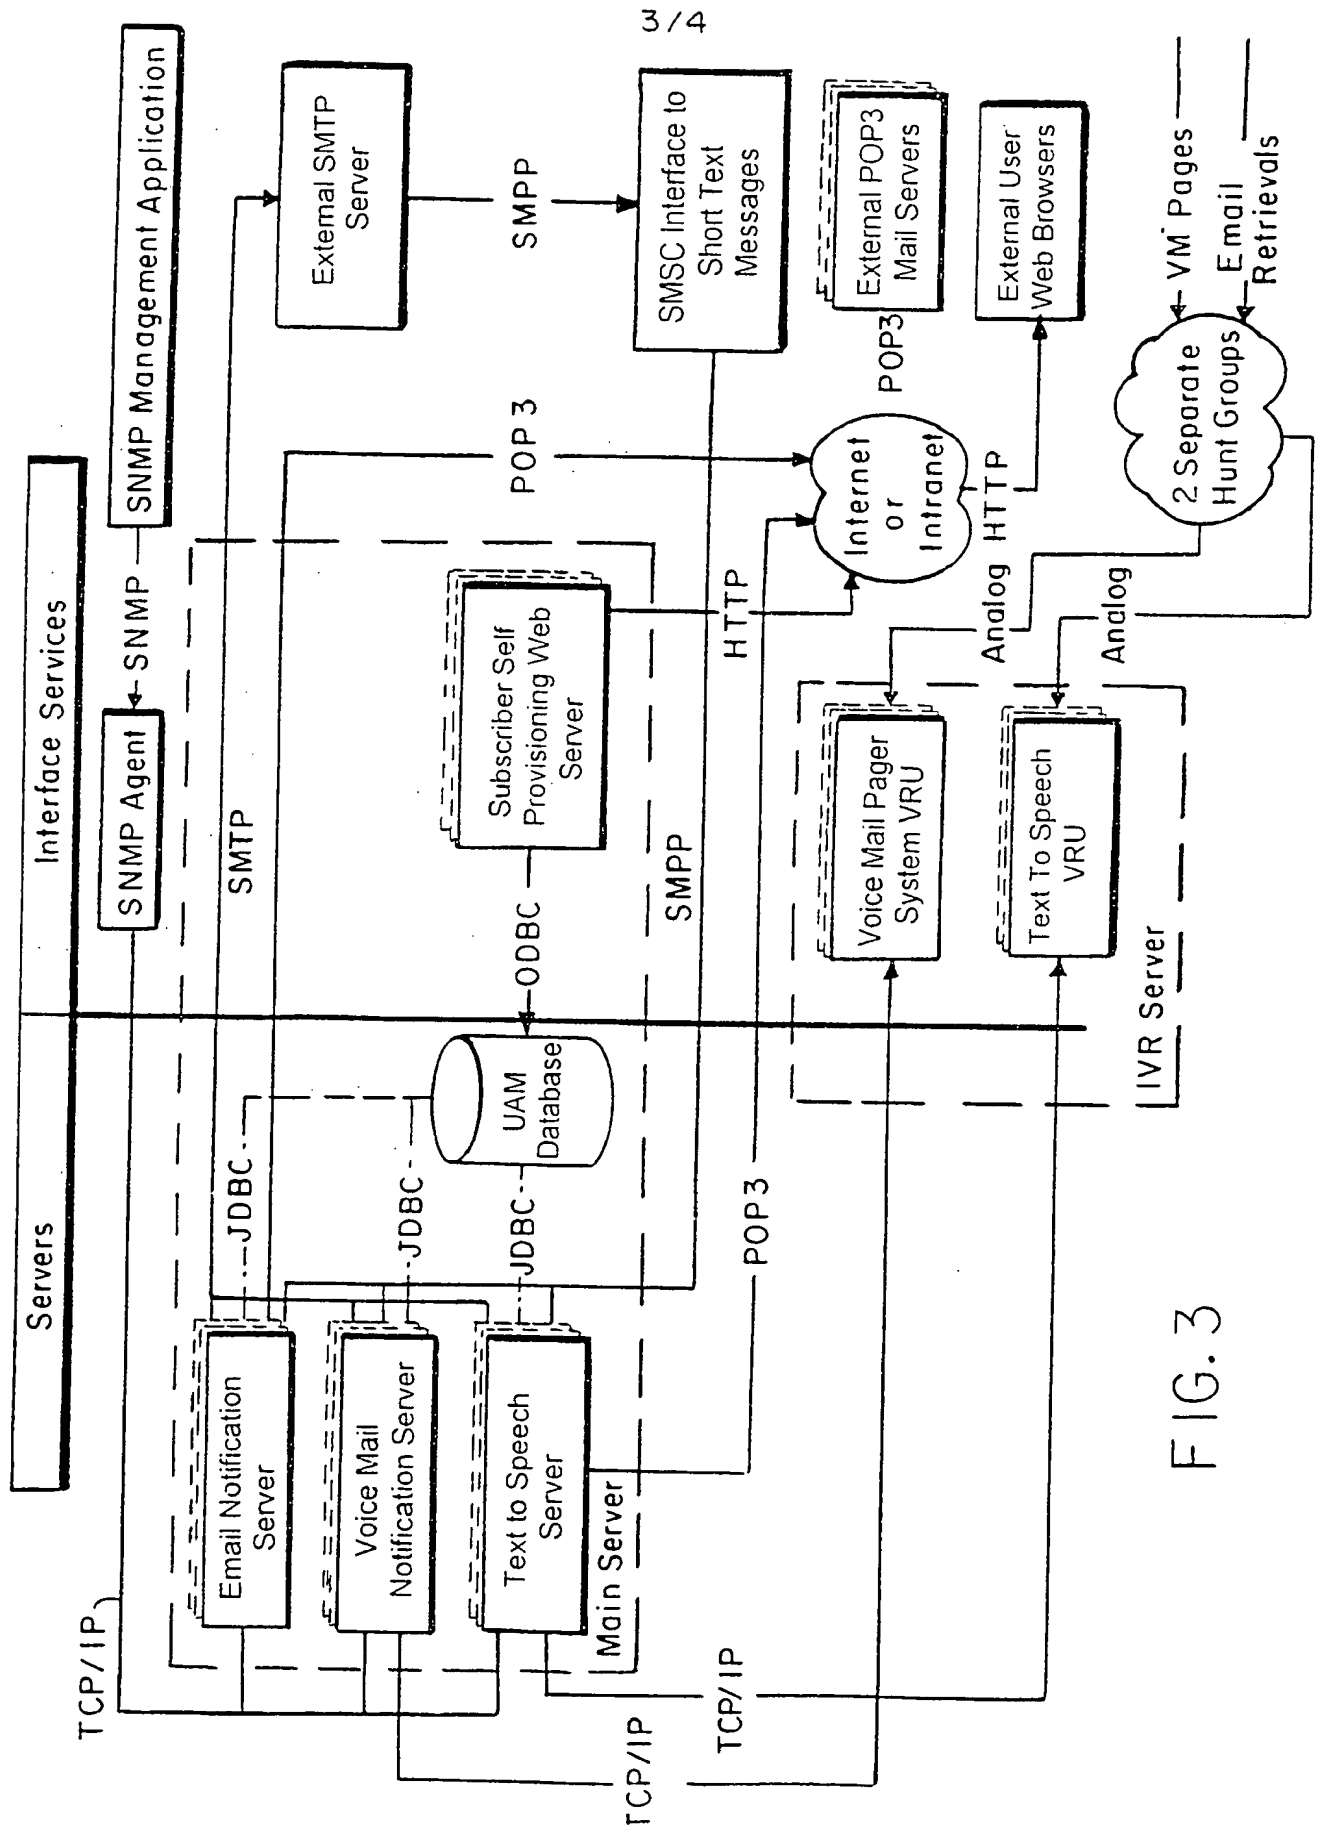 3/4
Servers
Interface Services
TCP/IP
SNMP Agent
SNMP
SNMP Management Application
Email Notification
Server
JDBC
SMTP
External SMTP
Server
Voice Mail
Notification Server
JDBC
POP3
SMPP
Text to Speech
Server
JDBC
UAM
Database
ODBC
Subscriber Self
Provisioning Web
Server
SMSC Interface to
Short Text
Messages
Main Server
SMPP
HTTP
TCP/IP
TCP/IP
POP3
Internet
or
Intranet
POP3
External POP3
Mail Servers
HTTP
External User
Web Browsers
Voice Mail Pager
System VRU
Analog
Text To Speech
VRU
Analog
IVR Server
2 Separate
Hunt Groups
VM Pages
Email
Retrievals
FIG. 3